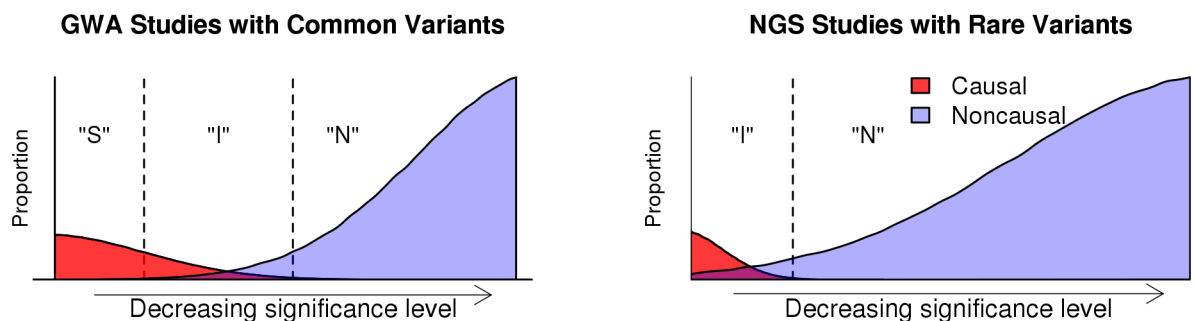 GWA Studies with Common Variants
"S"
"I"
"N"
Proportion
Decreasing significance level
NGS Studies with Rare Variants
Causal
Noncausal
"I"
"N"
Proportion
Decreasing significance level